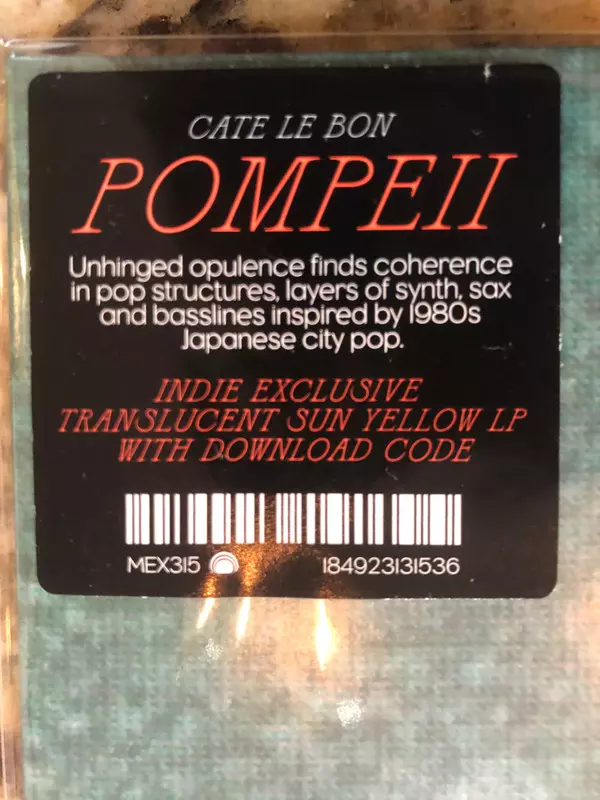 CATE LE BON
POMPEII
Unhinged opulence finds coherence
in pop structures, layers of synth, sax
and basslines inspired by 1980s
Japanese city pop.
INDIE EXCLUSIVE
TRANSLUCENT SUN YELLOW LP
WITH DOWNLOAD CODE
MEX315 184923131536